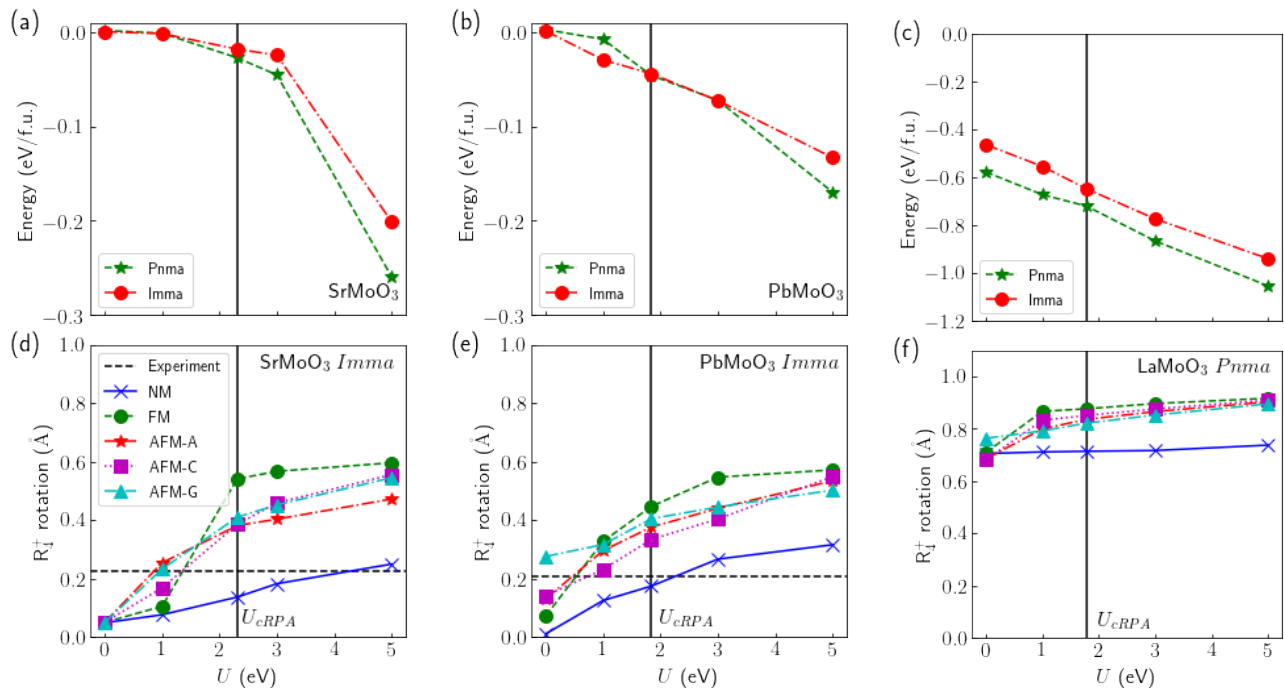 (a)
0.0
−0.1
−0.2
−0.3
Energy (eV/f.u.)
Pnma
Imma
SrMoO3
(b)
0.0
−0.1
−0.2
−0.3
Energy (eV/f.u.)
Pnma
Imma
PbMoO3
(c)
0.0
−0.2
−0.4
−0.6
−0.8
−1.0
−1.2
Energy (eV/f.u.)
Pnma
Imma
0 1 2 3 4 5
(d)
1.0
0.8
0.6
0.4
0.2
0.0
R4+ rotation (Å)
Experiment
NM
FM
AFM-A
AFM-C
AFM-G
SrMoO3 Imma
UcRPA
0 1 2 3 4 5
U (eV)
(e)
1.0
0.8
0.6
0.4
0.2
0.0
R4+ rotation (Å)
PbMoO3 Imma
UcRPA
0 1 2 3 4 5
U (eV)
(f)
1.0
0.8
0.6
0.4
0.2
0.0
R4+ rotation (Å)
LaMoO3 Pnma
UcRPA
0 1 2 3 4 5
U (eV)